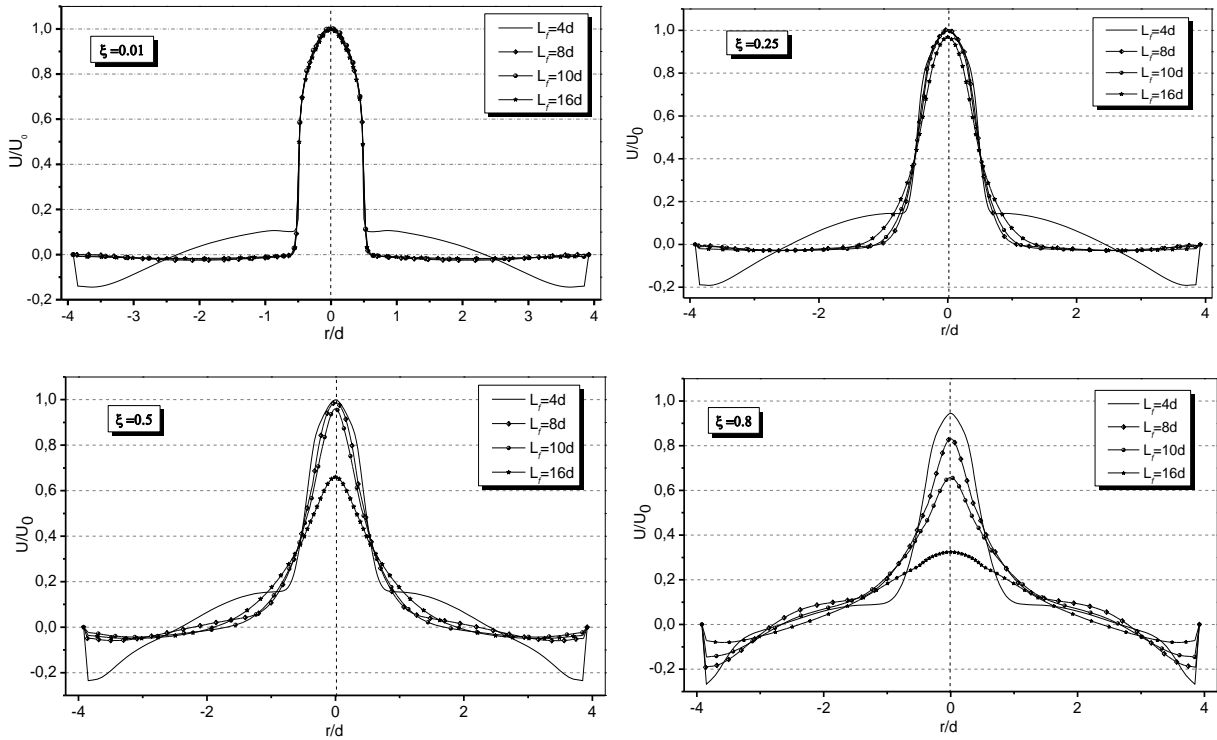 ξ=0.01
L_f=4d
L_f=8d
L_f=10d
L_f=16d
U/U_0
1,0
0,8
0,6
0,4
0,2
0,0
-0,2
-4 -3 -2 -1 0 1 2 3 4
r/d
ξ=0.25
L_f=4d
L_f=8d
L_f=10d
L_f=16d
U/U_0
1,0
0,8
0,6
0,4
0,2
0,0
-0,2
-4 -2 0 2 4
r/d
ξ=0.5
L_f=4d
L_f=8d
L_f=10d
L_f=16d
U/U_0
1,0
0,8
0,6
0,4
0,2
0,0
-0,2
-4 -2 0 2 4
r/d
ξ=0.8
L_f=4d
L_f=8d
L_f=10d
L_f=16d
U/U_0
1,0
0,8
0,6
0,4
0,2
0,0
-0,2
-4 -2 0 2 4
r/d